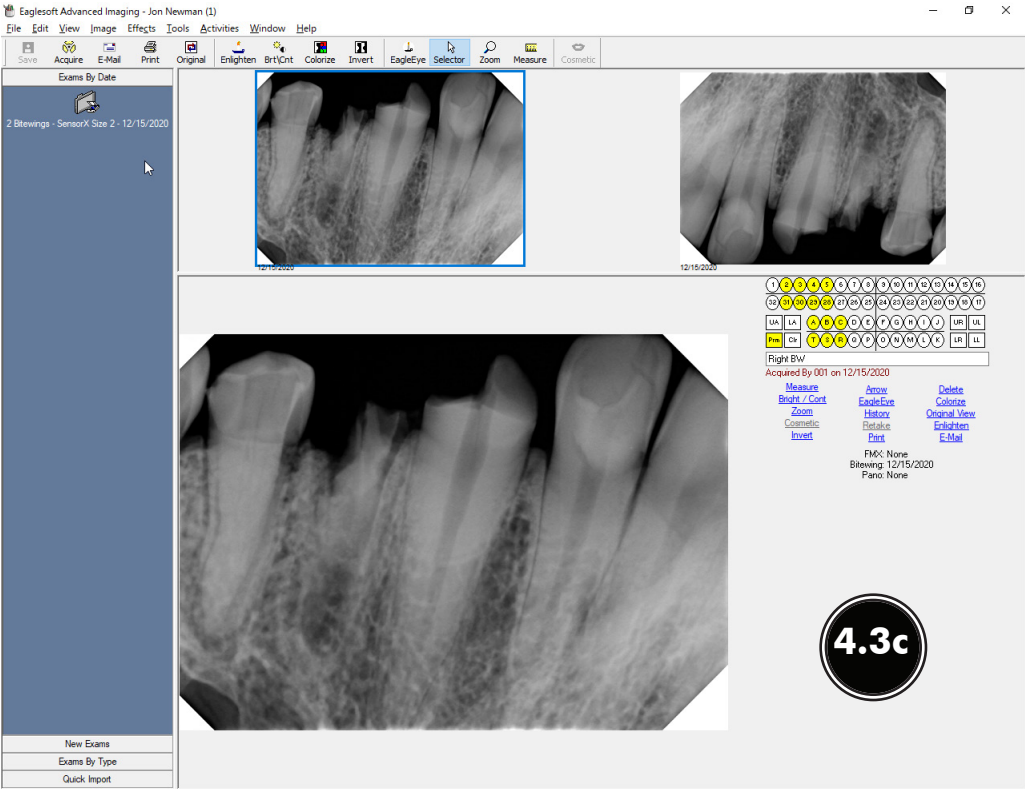 Eaglesoft Advanced Imaging - Jon Newman (1)
File Edit View Image Effects Tools Activities Window Help
Save Acquire E-Mail Print Original Enlighten Brt\Cnt Colorize Invert EagleEye Selector Zoom Measure Cosmetic
Exams By Date
2 Bitewings - SensorX Size 2 - 12/15/2020
12/15/2020
12/15/2020
1 2 3 4 5 6 7 8 9 10 11 12 13 14 15 16
32 31 30 29 28 27 26 25 24 23 22 21 20 19 18 17
UA LA A B C D E F G H I J UR UL
Prm Clr T S R Q P O N M L K LR LL
Right BW
Acquired By 001 on 12/15/2020
Measure Arrow Delete
Bright / Cont EagleEye Colorize
Zoom History Original View
Cosmetic Retake Enlighten
Invert Print E-Mail
FMX: None
Bitewing: 12/15/2020
Pano: None
4.3c
New Exams
Exams By Type
Quick Import